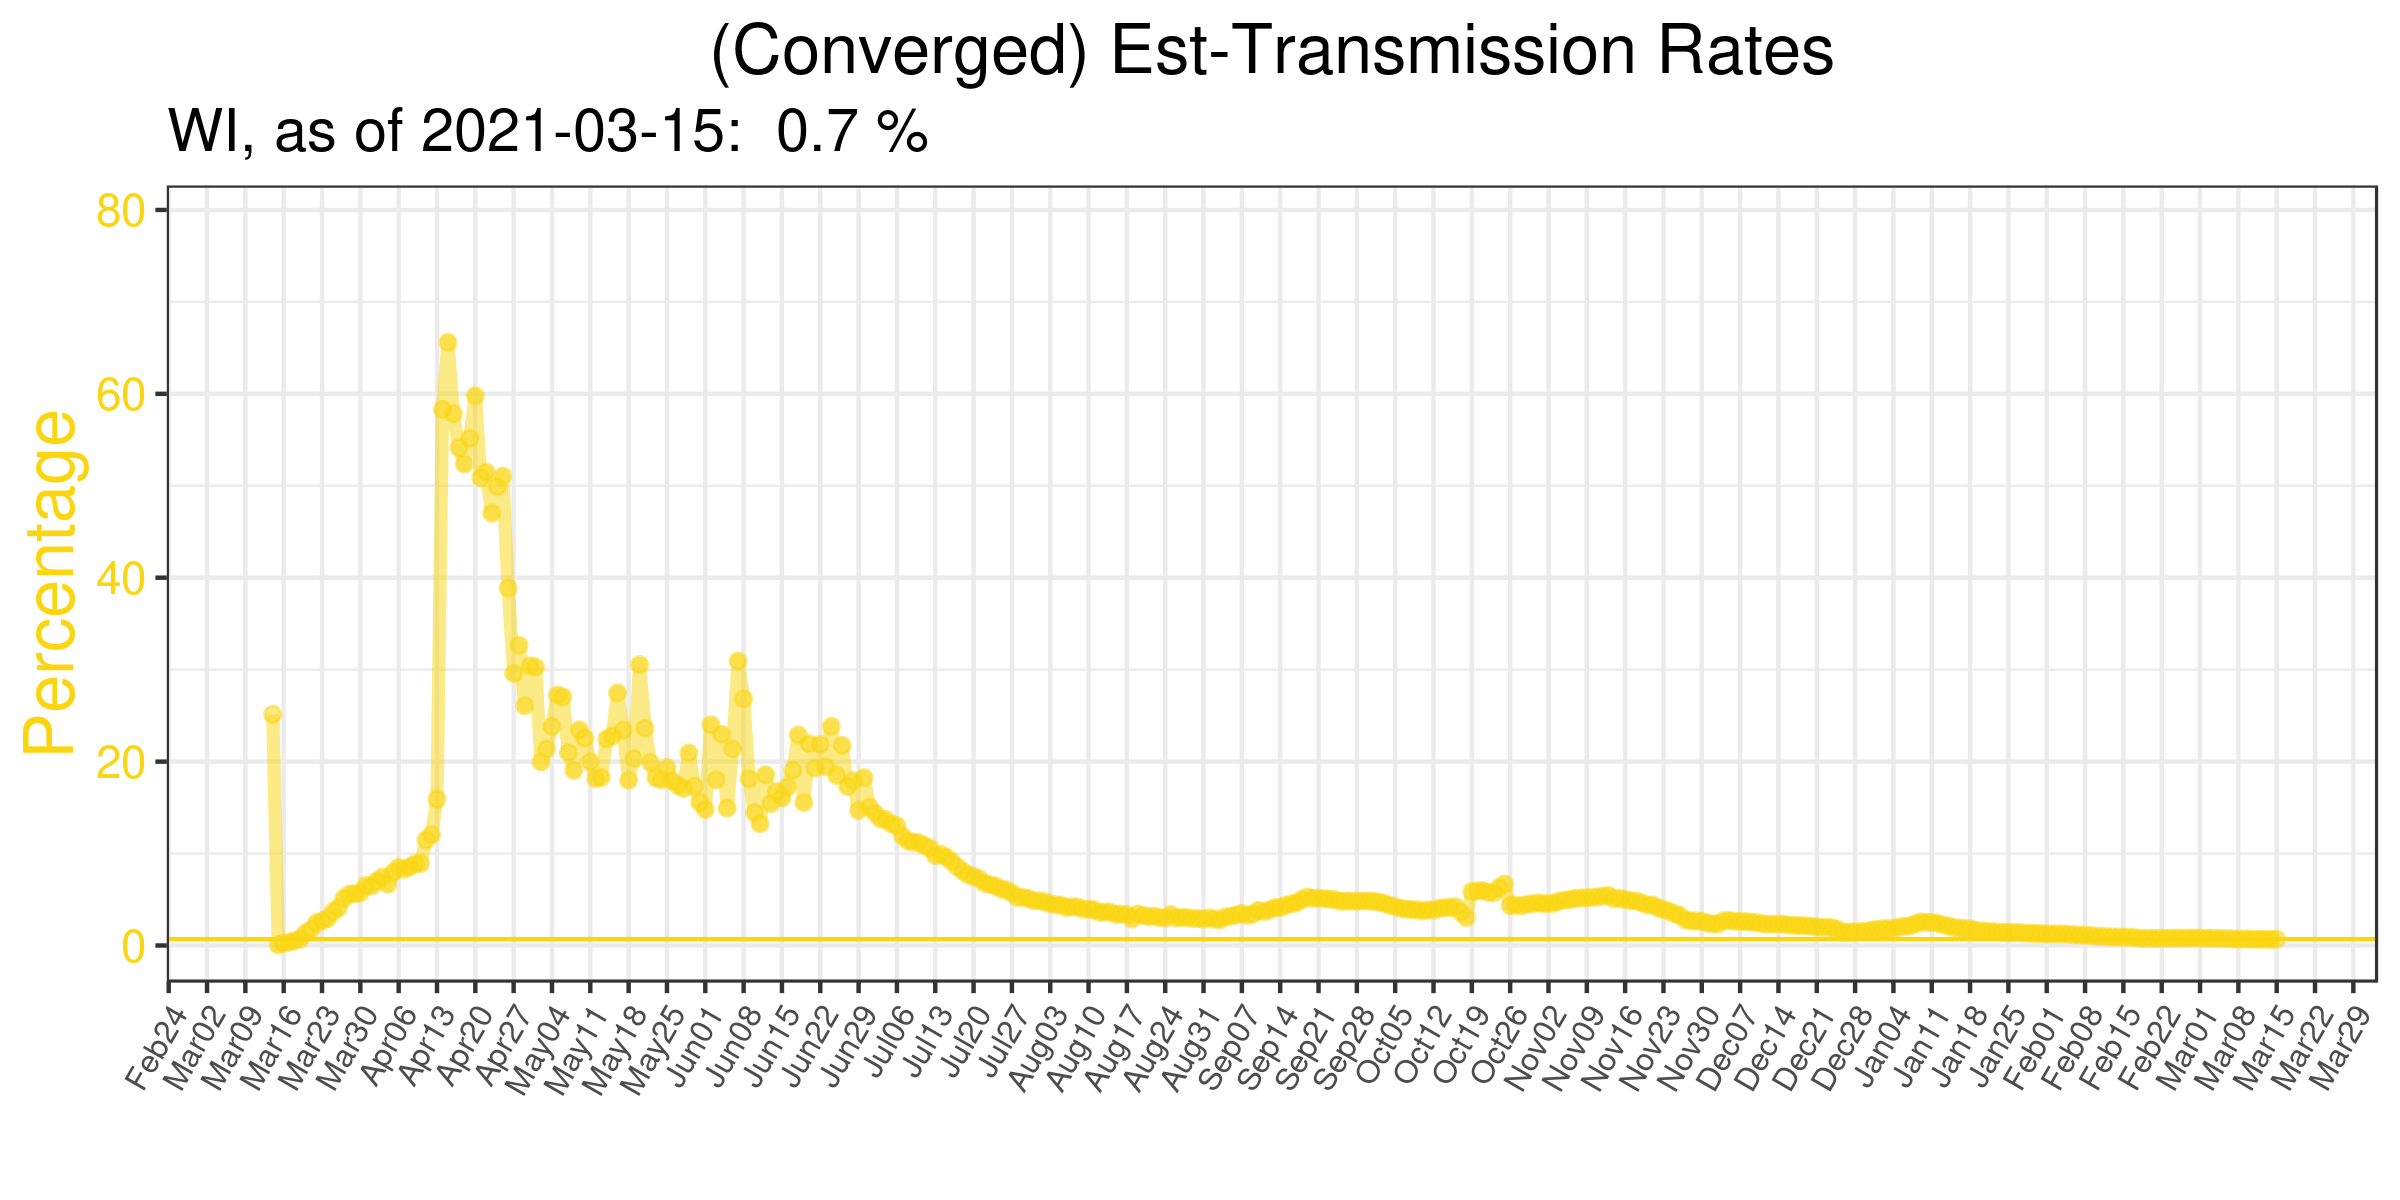 (Converged) Est-Transmission Rates
WI, as of 2021-03-15:  0.7 %
Percentage
80
60
40
20
0
Feb24
Mar02
Mar09
Mar16
Mar23
Mar30
Apr06
Apr13
Apr20
Apr27
May04
May11
May18
May25
Jun01
Jun08
Jun15
Jun22
Jun29
Jul06
Jul13
Jul20
Jul27
Aug03
Aug10
Aug17
Aug24
Aug31
Sep07
Sep14
Sep21
Sep28
Oct05
Oct12
Oct19
Oct26
Nov02
Nov09
Nov16
Nov23
Nov30
Dec07
Dec14
Dec21
Dec28
Jan04
Jan11
Jan18
Jan25
Feb01
Feb08
Feb15
Feb22
Mar01
Mar08
Mar15
Mar22
Mar29